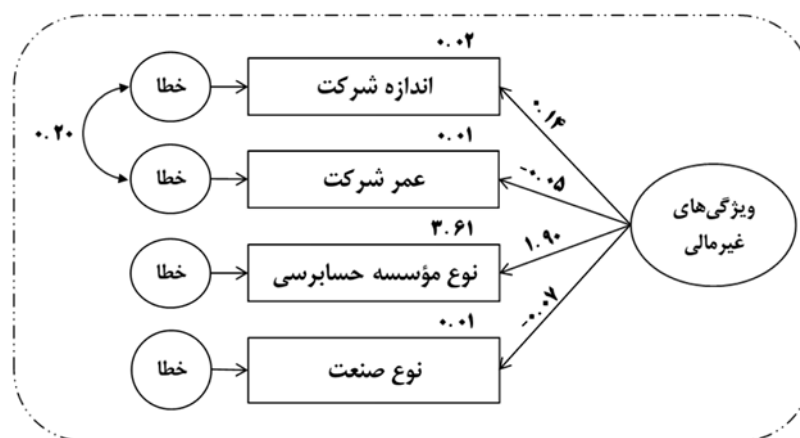 ۰.۰۲
خطا
اندازه شرکت
۰.۱۴
۰.۲۰
۰.۰۱
خطا
عمر شرکت
-۰.۰۵
ویژگی‌های
غیرمالی
۳.۶۱
خطا
نوع مؤسسه حسابرسی
۱.۹۰
۰.۰۱
خطا
نوع صنعت
-۰.۰۷